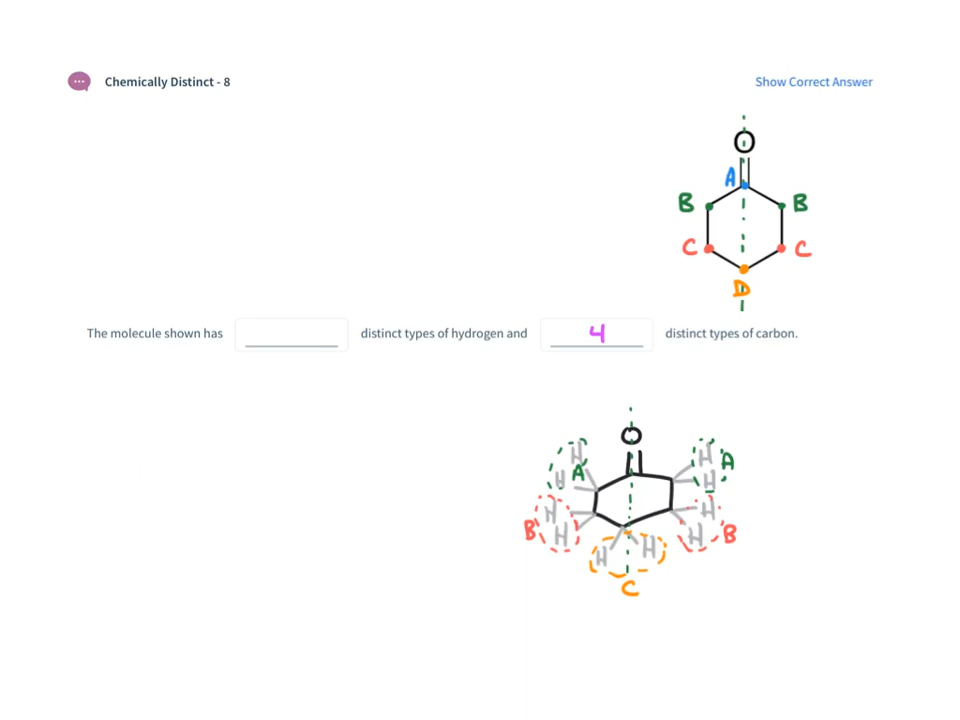 Chemically Distinct - 8
Show Correct Answer
O
A
B B
C C
D
The molecule shown has distinct types of hydrogen and 4 distinct types of carbon.
O
H H A
H A H
H H
B H H B
H H
C